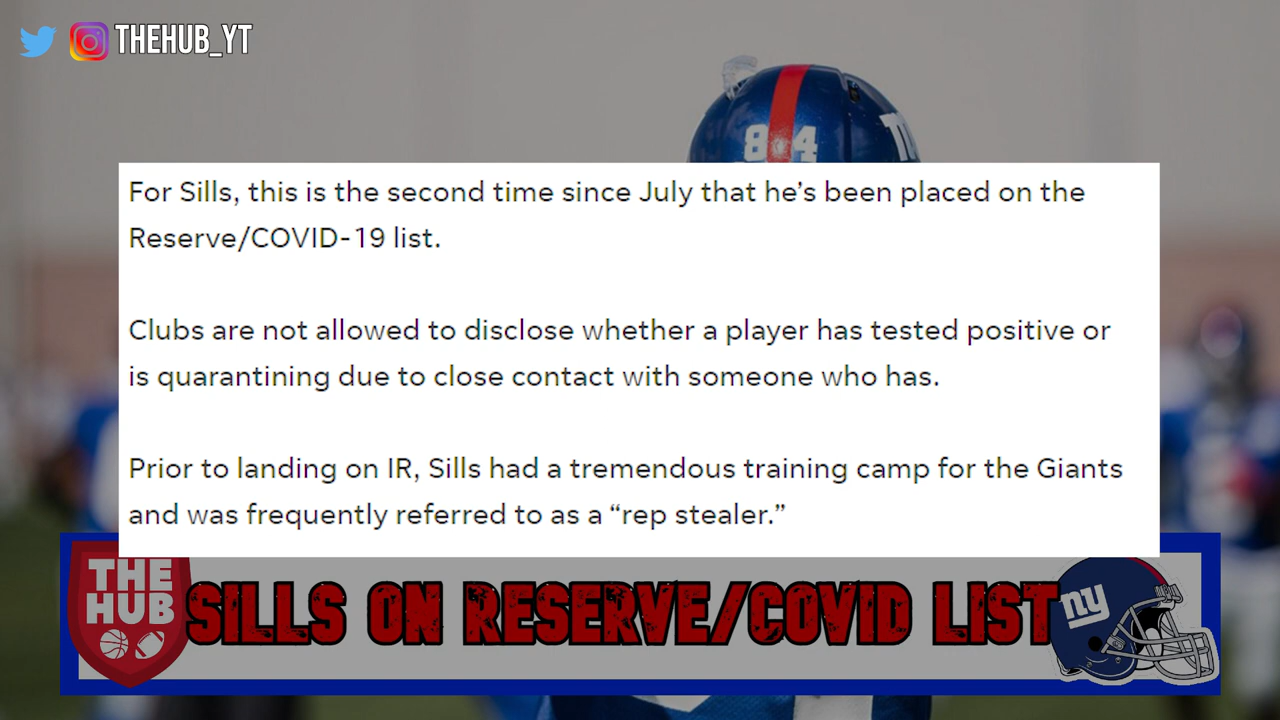 THEHUB_YT
84
For Sills, this is the second time since July that he’s been placed on the
Reserve/COVID-19 list.
Clubs are not allowed to disclose whether a player has tested positive or
is quarantining due to close contact with someone who has.
Prior to landing on IR, Sills had a tremendous training camp for the Giants
and was frequently referred to as a “rep stealer.”
THE
HUB
SILLS ON RESERVE/COVID LIST
ny